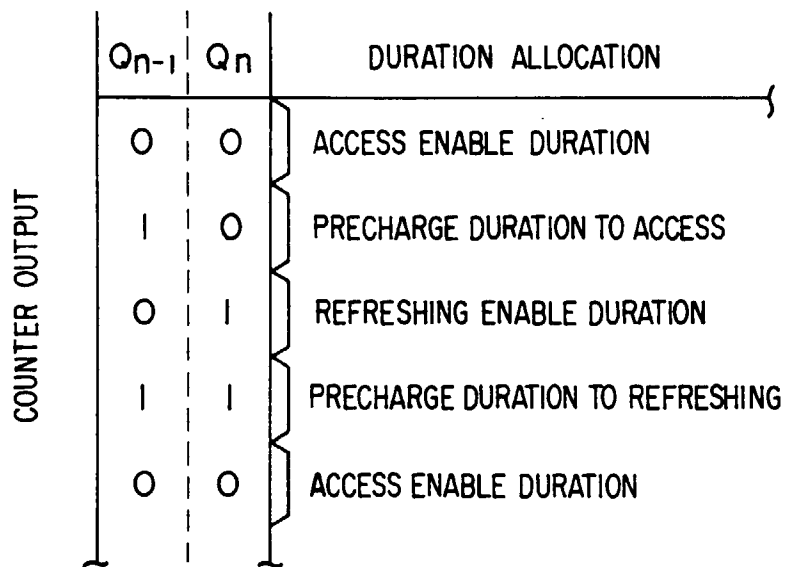 Qn-1 Qn DURATION ALLOCATION
COUNTER OUTPUT
0 0 ACCESS ENABLE DURATION
1 0 PRECHARGE DURATION TO ACCESS
0 1 REFRESHING ENABLE DURATION
1 1 PRECHARGE DURATION TO REFRESHING
0 0 ACCESS ENABLE DURATION